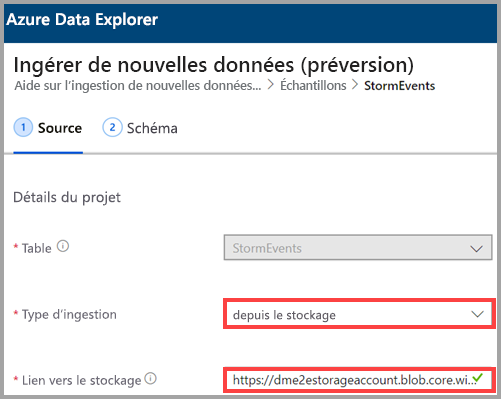 Azure Data Explorer
Ingérer de nouvelles données (préversion)
Aide sur l'ingestion de nouvelles données... > Échantillons > StormEvents
1 Source 2 Schéma
Détails du projet
* Table StormEvents
* Type d'ingestion depuis le stockage
* Lien vers le stockage https://dme2estorageaccount.blob.core.wi...